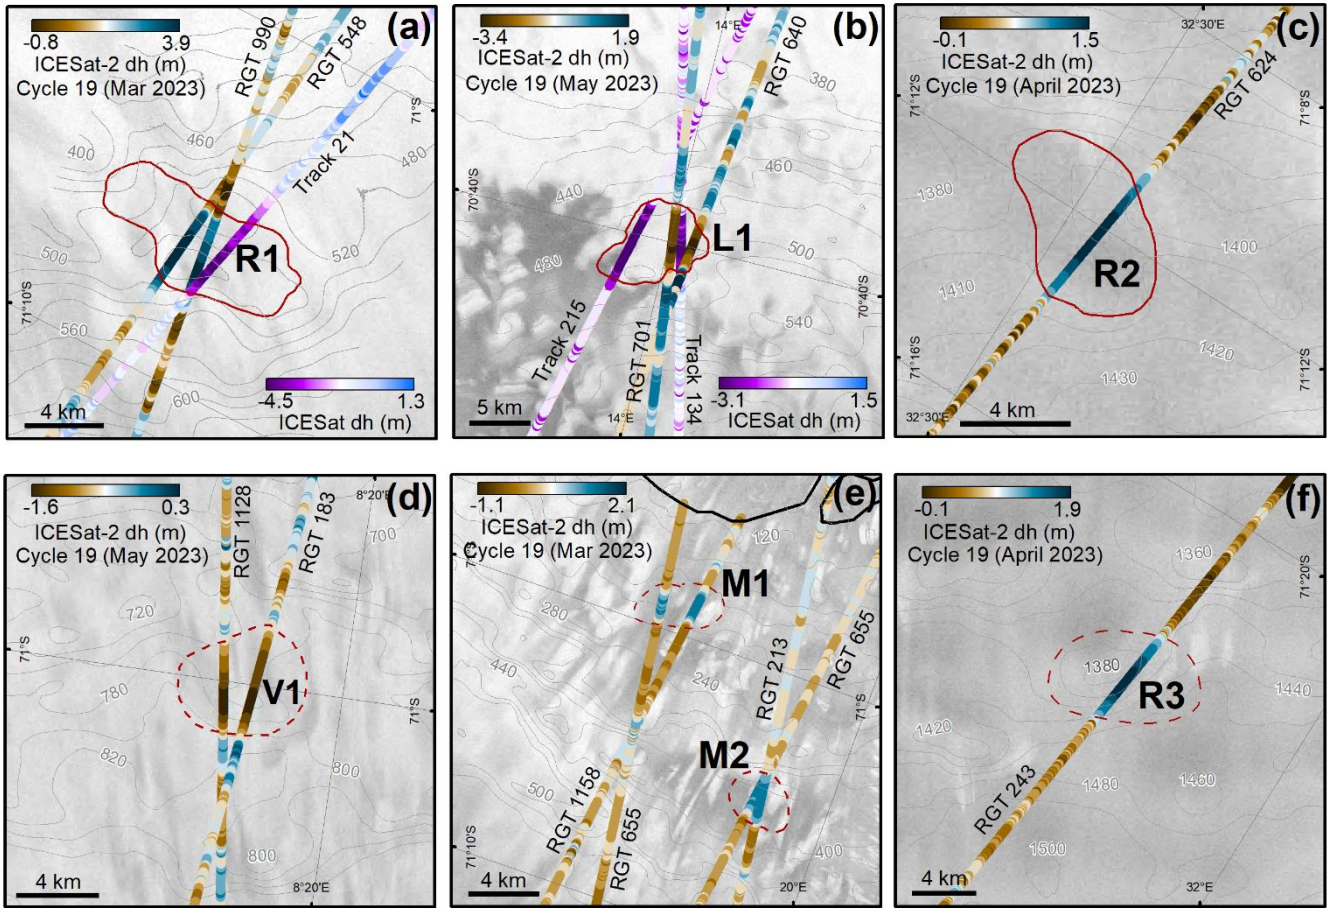 (a)
-0.8 3.9
ICESat-2 dh (m)
Cycle 19 (Mar 2023)
RGT 990
RGT 548
71°S
460
400
Track 21
480
R1
520
500
71°10'S
560
600
4 km
-4.5 1.3
ICESat dh (m)
(b)
-3.4 1.9
ICESat-2 dh (m)
Cycle 19 (May 2023)
14°E
RGT 640
380
460
70°40'S
440
L1
480
500
70°40'S
540
Track 215
RGT 701
Track 134
5 km
14°E
-3.1 1.5
ICESat dh (m)
(c)
-0.1 1.5
ICESat-2 dh (m)
Cycle 19 (April 2023)
32°30'E
RGT 624
71°12'S
71°8'S
1380
1400
R2
1410
1420
1430
71°16'S
71°12'S
32°30'E
4 km
(d)
-1.6 0.3
ICESat-2 dh (m)
Cycle 19 (May 2023)
8°20'E
RGT 1128
RGT 183
700
720
71°S
780
V1
71°S
820
800
800
4 km
8°20'E
(e)
-1.1 2.1
ICESat-2 dh (m)
Cycle 19 (Mar 2023)
120
71°S
M1
280
440
240
RGT 213
RGT 655
71°S
M2
500
RGT 1158
RGT 655
71°10'S
400
4 km
20°E
(f)
-0.1 1.9
ICESat-2 dh (m)
Cycle 19 (April 2023)
1360
71°20'S
1380
R3
1440
1420
1480
1460
RGT 243
1500
4 km
32°E